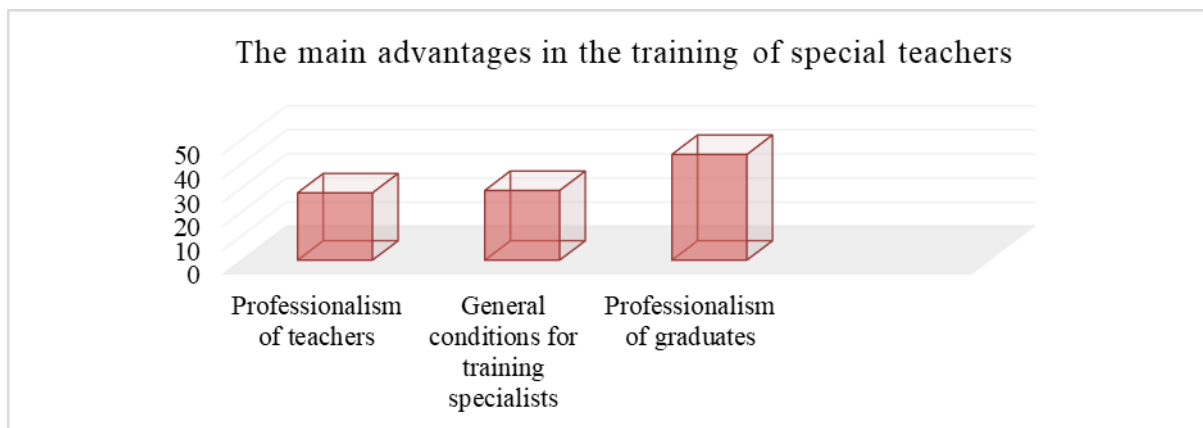 The main advantages in the training of special teachers
50
40
30
20
10
0
Professionalism
of teachers
General
conditions for
training
specialists
Professionalism
of graduates